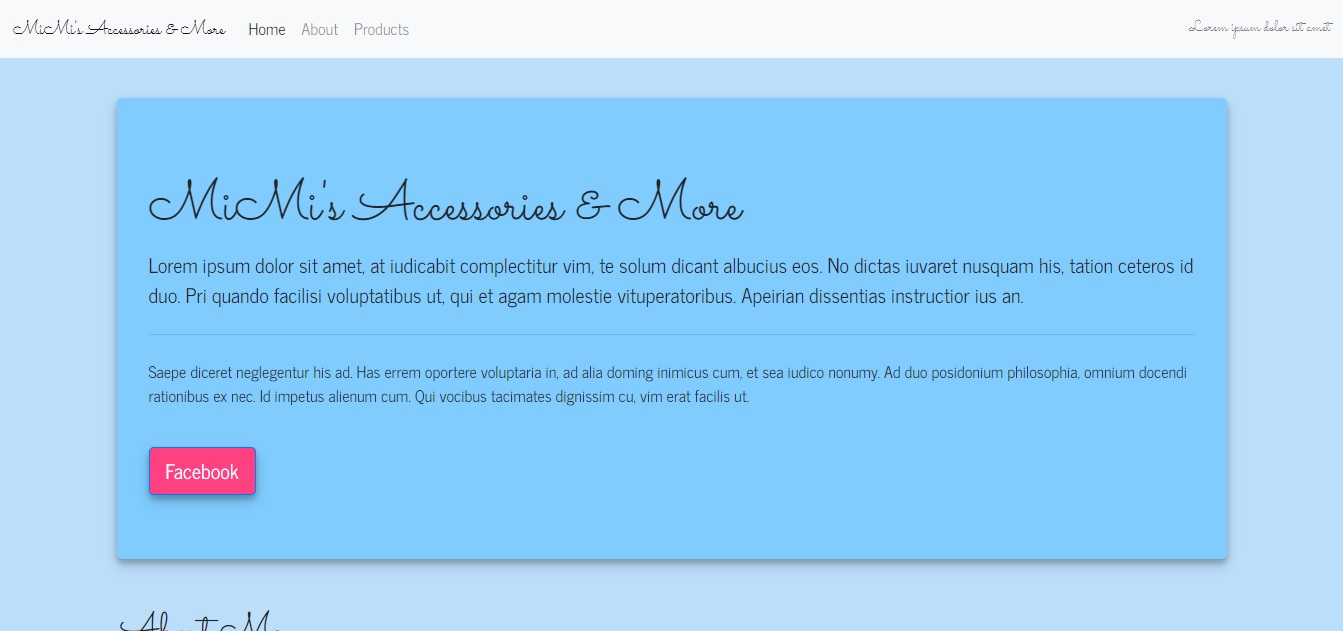 MiMi's Accessories & More Home About Products Lorem ipsum dolor sit amet
MiMi's Accessories & More
Lorem ipsum dolor sit amet, at iudicabit complectitur vim, te solum dicant albucius eos. No dictas iuvaret nusquam his, tation ceteros id
duo. Pri quando facilisi voluptatibus ut, qui et agam molestie vituperatoribus. Apeirian dissentias instructior ius an.
Saepe diceret neglegentur his ad. Has errem oportere voluptaria in, ad alia doming inimicus cum, et sea iudico nonumy. Ad duo posidonium philosophia, omnium docendi
rationibus ex nec. Id impetus alienum cum. Qui vocibus tacimates dignissim cu, vim erat facilis ut.
Facebook
About Me